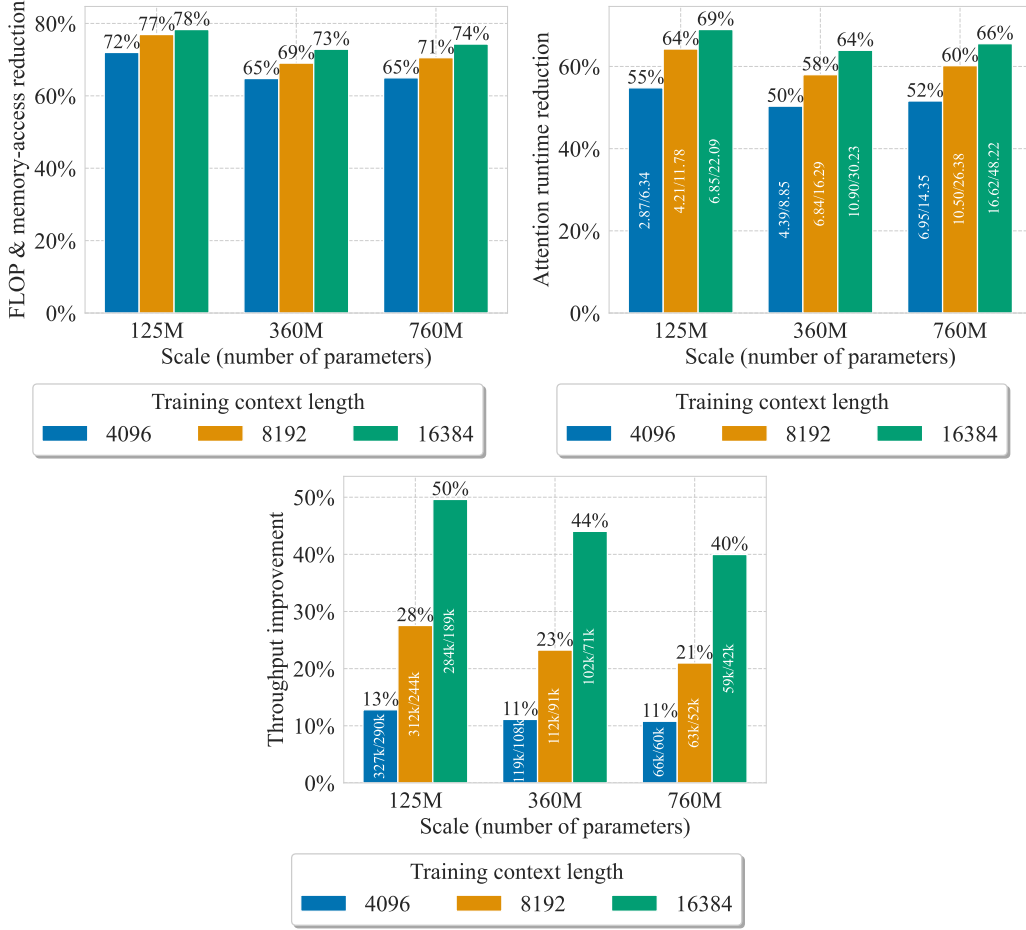 FLOP & memory-access reduction
80%
60%
40%
20%
0%
72%
77%
78%
65%
69%
73%
65%
71%
74%
125M
360M
760M
Scale (number of parameters)
Training context length
4096
8192
16384
Attention runtime reduction
60%
40%
20%
0%
55%
64%
69%
50%
58%
64%
52%
60%
66%
2.87/6.34
4.21/11.78
6.85/22.09
4.39/8.85
6.84/16.29
10.90/30.23
6.95/14.35
10.50/26.38
16.62/48.22
125M
360M
760M
Scale (number of parameters)
Training context length
4096
8192
16384
Throughput improvement
50%
40%
30%
20%
10%
0%
13%
28%
50%
11%
23%
44%
11%
21%
40%
327k/290k
312k/244k
284k/189k
119k/108k
112k/91k
102k/71k
66k/60k
63k/52k
59k/42k
125M
360M
760M
Scale (number of parameters)
Training context length
4096
8192
16384